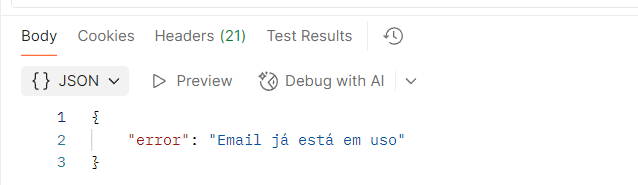 Body Cookies Headers (21) Test Results
{} JSON Preview Debug with AI
1 {
2 "error": "Email já está em uso"
3 }